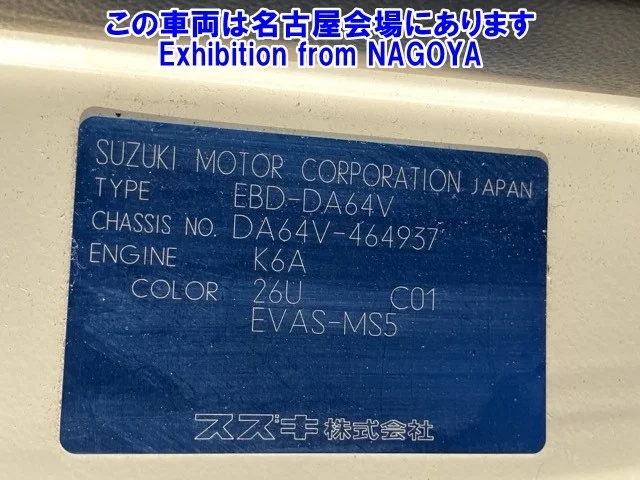 この車両は名古屋会場にあります
Exhibition from NAGOYA
SUZUKI MOTOR CORPORATION JAPAN
TYPE EBD-DA64V
CHASSIS NO. DA64V-464937
ENGINE K6A
COLOR 26U C01
EVAS-MS5
スズキ株式会社